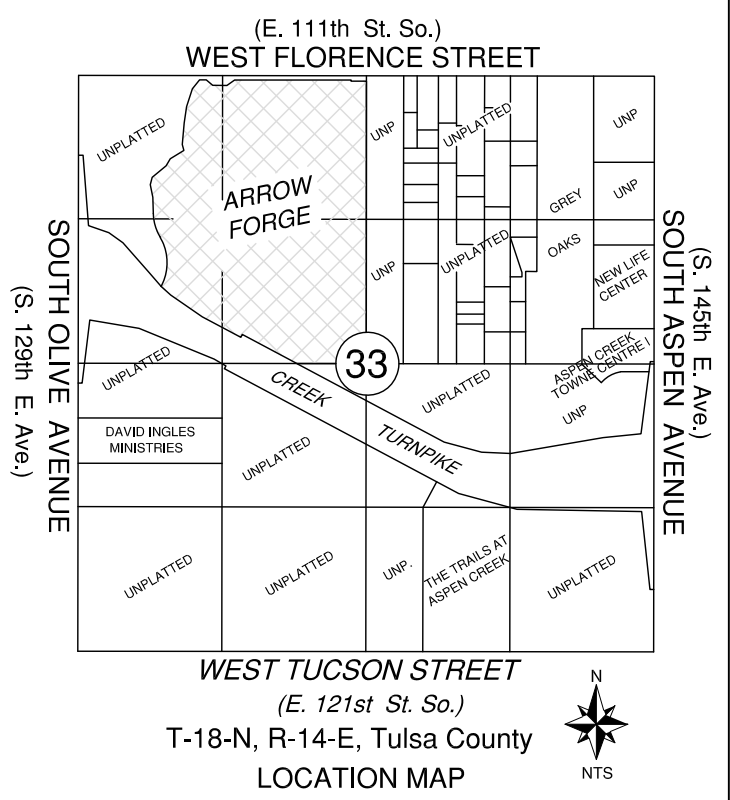 (E. 111th St. So.)
WEST FLORENCE STREET
UNPLATTED
UNP
UNPLATTED
UNP
ARROW
FORGE
UNP
GREY
SOUTH OLIVE AVENUE
(S. 129th E. Ave.)
UNP
UNPLATTED
OAKS
NEW LIFE
CENTER
SOUTH ASPEN AVENUE
(S. 145th E. Ave.)
33
UNPLATTED
CREEK
TURNPIKE
UNPLATTED
ASPEN CREEK
TOWNE CENTRE I
UNP
DAVID INGLES
MINISTRIES
UNPLATTED
UNPLATTED
UNPLATTED
UNP.
THE TRAILS AT
ASPEN CREEK
UNPLATTED
WEST TUCSON STREET
(E. 121st St. So.)
T-18-N, R-14-E, Tulsa County
LOCATION MAP
N
NTS